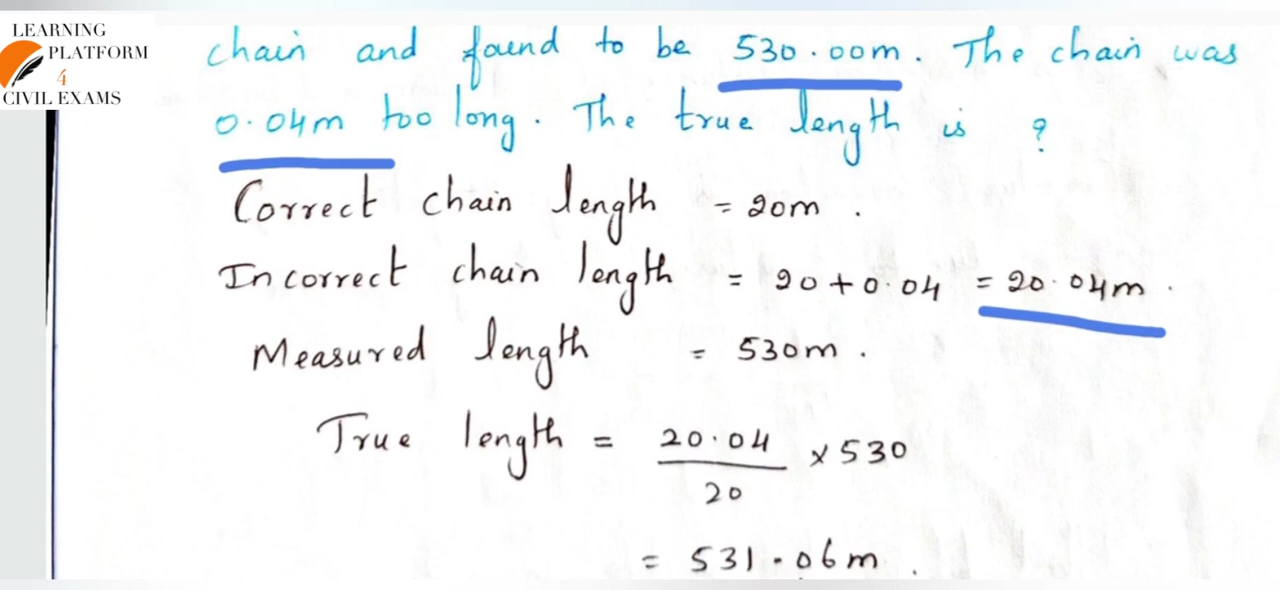 LEARNING
PLATFORM
4
CIVIL EXAMS
chain and found to be 530.00m. The chain was
0.04m too long. The true length is ?
Correct chain length = 20m.
Incorrect chain length = 20+0.04 = 20.04m.
Measured length = 530m.
True length = 20.04/20 x 530
= 531.06m.